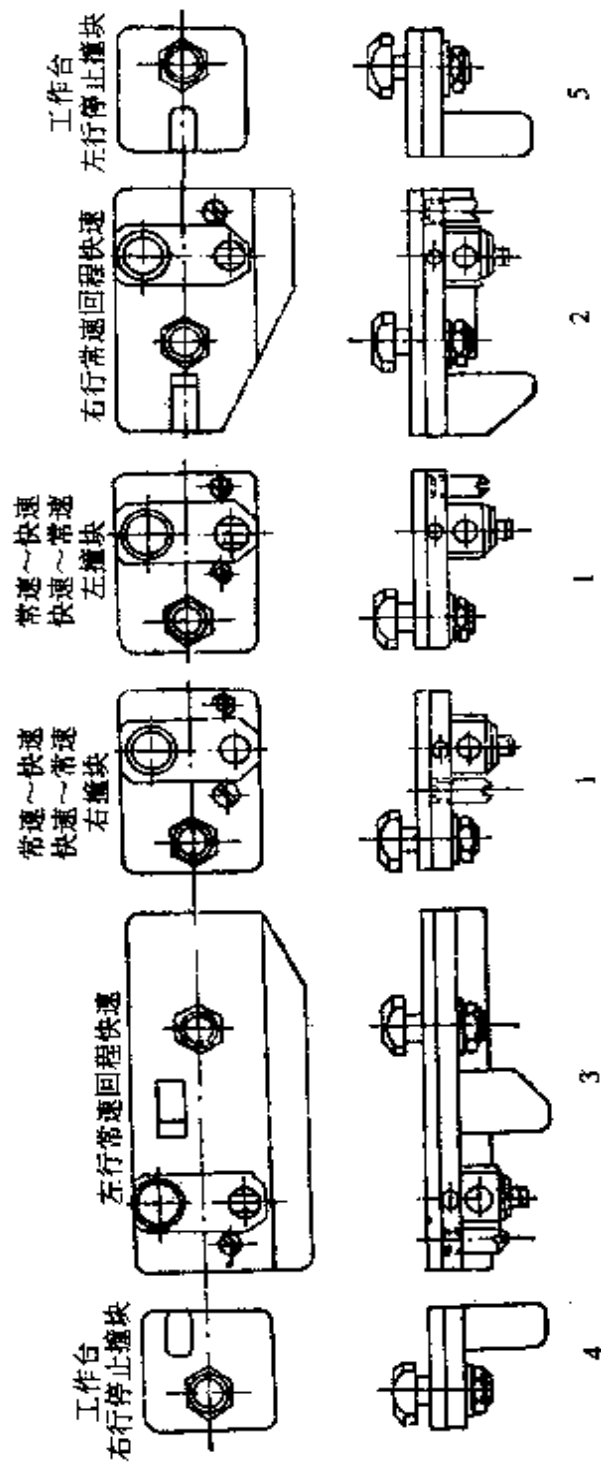 工作台
右行停止撞块
左行常速回程快速
常速～快速
快速～常速
右撞块
常速～快速
快速～常速
左撞块
右行常速回程快速
工作台
左行停止撞块
4 3 1 1 2 5